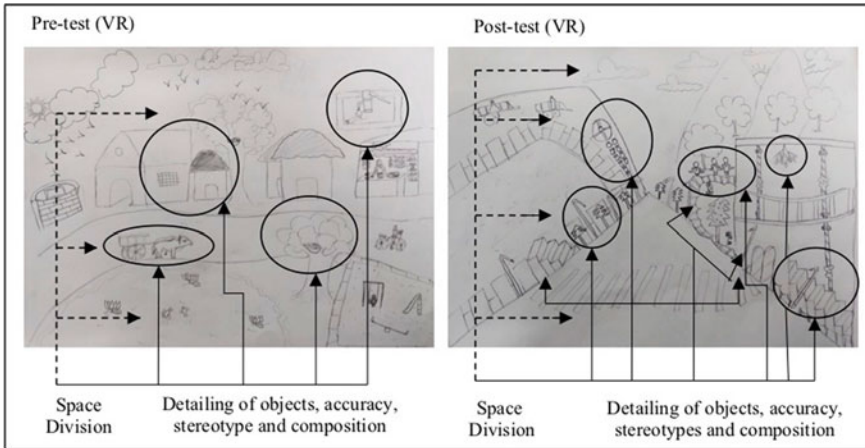 Pre-test (VR)
Post-test (VR)
Space
Division
Detailing of objects, accuracy,
stereotype and composition
Space
Division
Detailing of objects, accuracy,
stereotypes and composition